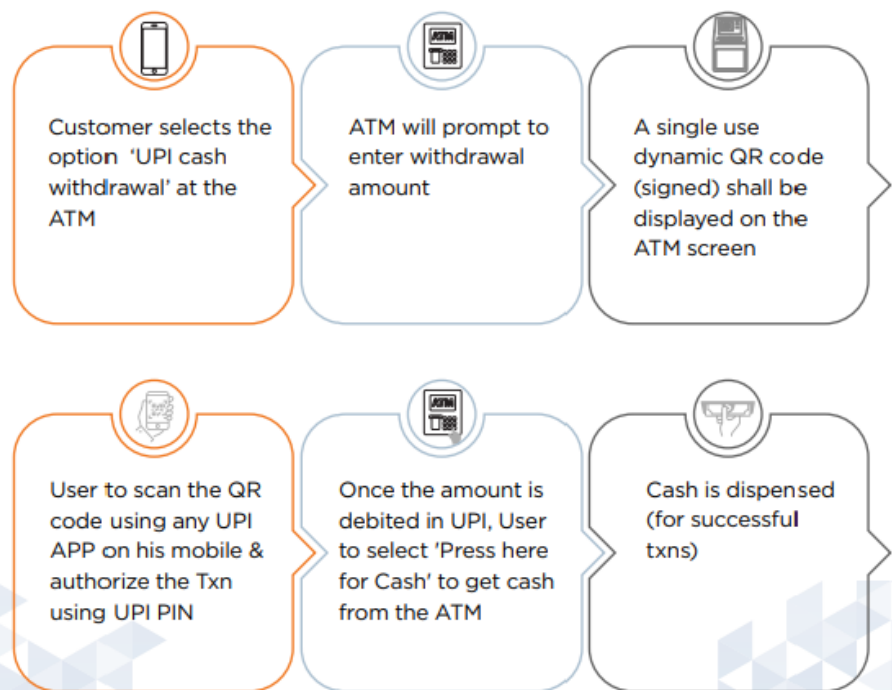 ATM
Customer selects the
option ‘UPI cash
withdrawal’ at the
ATM
ATM will prompt to
enter withdrawal
amount
A single use
dynamic QR code
(signed) shall be
displayed on the
ATM screen
ATM
User to scan the QR
code using any UPI
APP on his mobile &
authorize the Txn
using UPI PIN
Once the amount is
debited in UPI, User
to select 'Press here
for Cash' to get cash
from the ATM
Cash is dispensed
(for successful
txns)